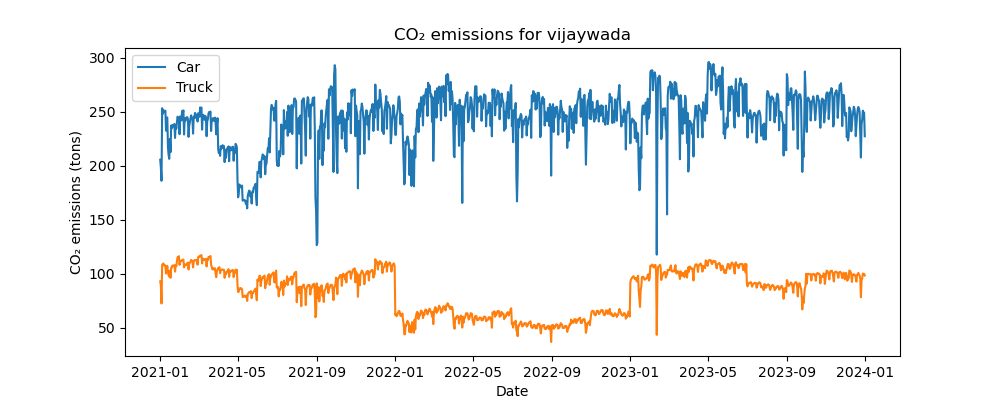 CO₂ emissions for vijaywada
Car
Truck
CO₂ emissions (tons)
300
250
200
150
100
50
2021-01 2021-05 2021-09 2022-01 2022-05 2022-09 2023-01 2023-05 2023-09 2024-01
Date